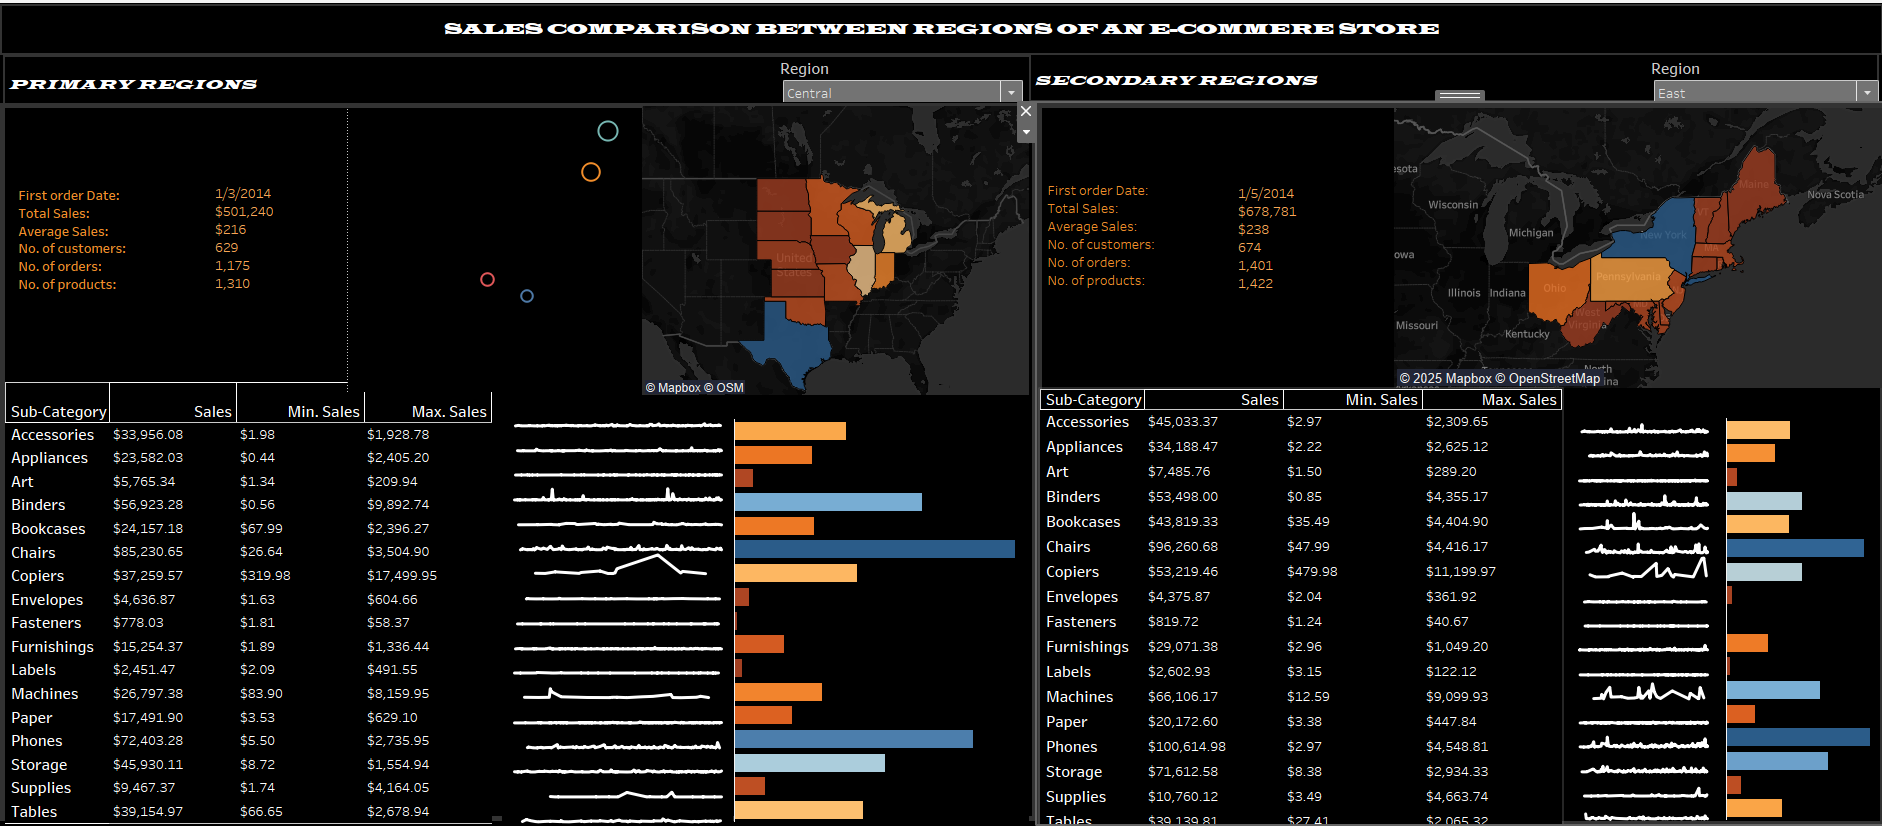 SALES COMPARISON BETWEEN REGIONS OF AN E-COMMERE STORE
PRIMARY REGIONS
Region
Central
First order Date: 1/3/2014
Total Sales: $501,240
Average Sales: $216
No. of customers: 629
No. of orders: 1,175
No. of products: 1,310
United
States
© Mapbox © OSM
Sub-Category Sales Min. Sales Max. Sales
Accessories $33,956.08 $1.98 $1,928.78
Appliances $23,582.03 $0.44 $2,405.20
Art $5,765.34 $1.34 $209.94
Binders $56,923.28 $0.56 $9,892.74
Bookcases $24,157.18 $67.99 $2,396.27
Chairs $85,230.65 $26.64 $3,504.90
Copiers $37,259.57 $319.98 $17,499.95
Envelopes $4,636.87 $1.63 $604.66
Fasteners $778.03 $1.81 $58.37
Furnishings $15,254.37 $1.89 $1,336.44
Labels $2,451.47 $2.09 $491.55
Machines $26,797.38 $83.90 $8,159.95
Paper $17,491.90 $3.53 $629.10
Phones $72,403.28 $5.50 $2,735.95
Storage $45,930.11 $8.72 $1,554.94
Supplies $9,467.37 $1.74 $4,164.05
Tables $39,154.97 $66.65 $2,678.94
SECONDARY REGIONS
Region
East
First order Date: 1/5/2014
Total Sales: $678,781
Average Sales: $238
No. of customers: 674
No. of orders: 1,401
No. of products: 1,422
esota
Wisconsin
Michigan
owa
Illinois Indiana
Missouri
Kentucky
Ohio
Pennsylvania
West
Virginia
New York
VT
MA
Maine
Nova Scotia
North
ina
© 2025 Mapbox © OpenStreetMap
Sub-Category Sales Min. Sales Max. Sales
Accessories $45,033.37 $2.97 $2,309.65
Appliances $34,188.47 $2.22 $2,625.12
Art $7,485.76 $1.50 $289.20
Binders $53,498.00 $0.85 $4,355.17
Bookcases $43,819.33 $35.49 $4,404.90
Chairs $96,260.68 $47.99 $4,416.17
Copiers $53,219.46 $479.98 $11,199.97
Envelopes $4,375.87 $2.04 $361.92
Fasteners $819.72 $1.24 $40.67
Furnishings $29,071.38 $2.96 $1,049.20
Labels $2,602.93 $3.15 $122.12
Machines $66,106.17 $12.59 $9,099.93
Paper $20,172.60 $3.38 $447.84
Phones $100,614.98 $2.97 $4,548.81
Storage $71,612.58 $8.38 $2,934.33
Supplies $10,760.12 $3.49 $4,663.74
Tables $39,139.81 $27.41 $2,065.32